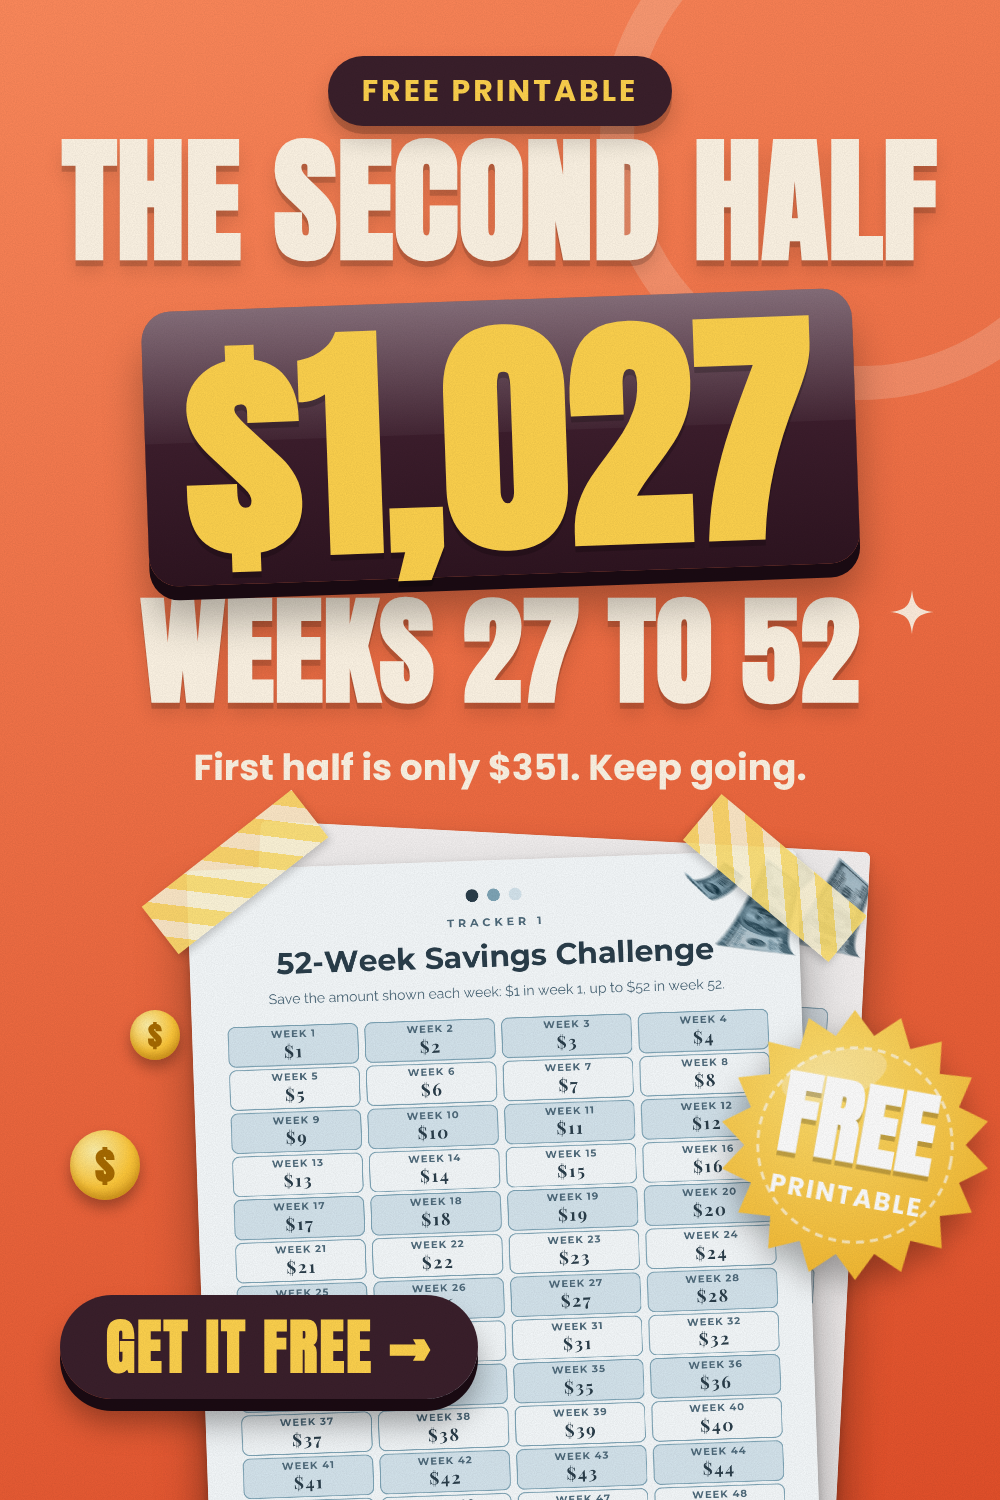 FREE PRINTABLE
THE SECOND HALF
$1,027
WEEKS 27 TO 52
First half is only $351. Keep going.
TRACKER 1
52-Week Savings Challenge
Save the amount shown each week: $1 in week 1, up to $52 in week 52.
WEEK 1 WEEK 2 WEEK 3 WEEK 4
$1 $2 $3 $4
WEEK 5 WEEK 6 WEEK 7 WEEK 8
$5 $6 $7 $8
WEEK 9 WEEK 10 WEEK 11 WEEK 12
$9 $10 $11 $12
WEEK 13 WEEK 14 WEEK 15 WEEK 16
$13 $14 $15 $16
WEEK 17 WEEK 18 WEEK 19 WEEK 20
$17 $18 $19 $20
WEEK 21 WEEK 22 WEEK 23 WEEK 24
$21 $22 $23 $24
WEEK 25 WEEK 26 WEEK 27 WEEK 28
$27 $28
WEEK 31 WEEK 32
$31 $32
WEEK 35 WEEK 36
$35 $36
WEEK 37 WEEK 38 WEEK 39 WEEK 40
$37 $38 $39 $40
WEEK 41 WEEK 42 WEEK 43 WEEK 44
$41 $42 $43 $44
WEEK 47 WEEK 48
FREE
PRINTABLE
$
$
GET IT FREE →